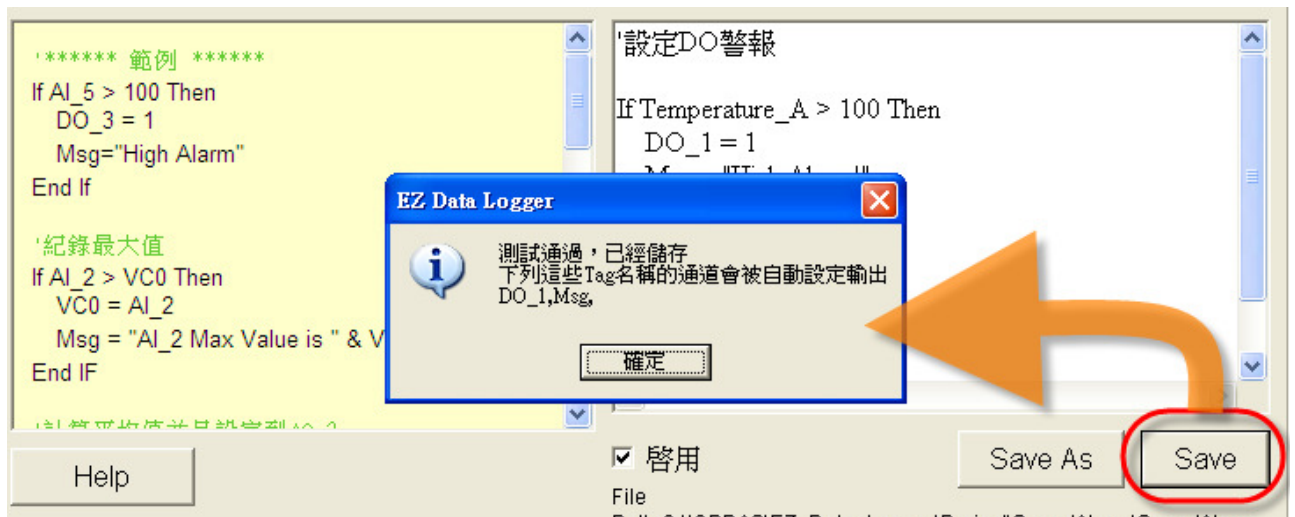 '****** 範例 ******
If AI_5 > 100 Then
DO_3 = 1
Msg="High Alarm"
End If
'紀錄最大值
If AI_2 > VC0 Then
VC0 = AI_2
Msg = "AI_2 Max Value is " & V
End IF
Help
'設定DO警報
If Temperature_A > 100 Then
DO_1 = 1
EZ Data Logger
測試通過,已經儲存
下列這些Tag名稱的通道會被自動設定輸出
DO_1,Msg,
確定
啓用
Save As
Save
File